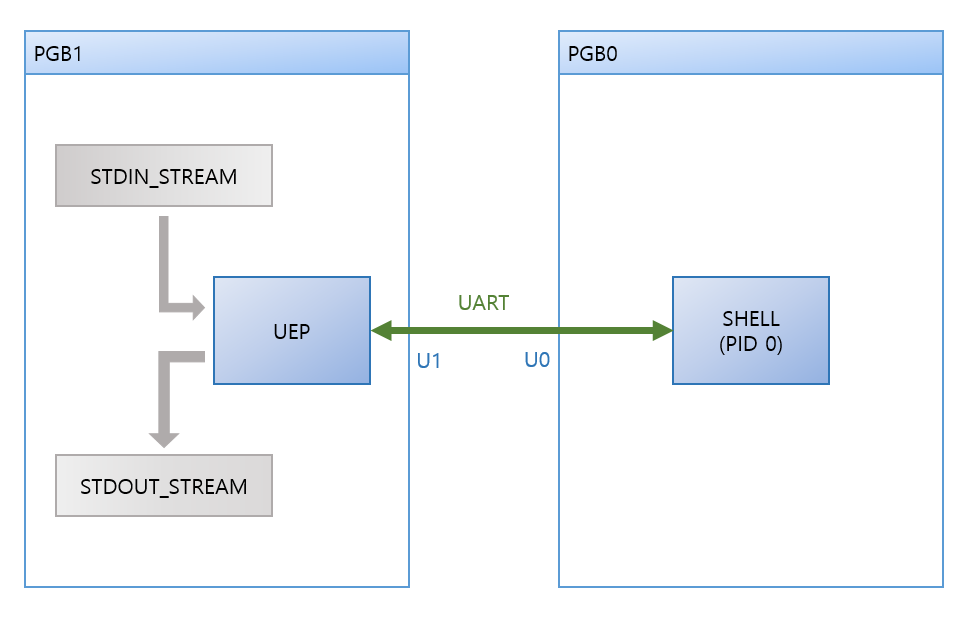 PGB1
PGB0
STDIN_STREAM
UEP
UART
U1
U0
SHELL
(PID 0)
STDOUT_STREAM